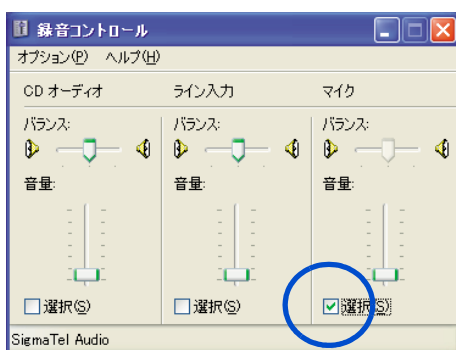 録音コントロール
オプション(P) ヘルプ(H)
CD オーディオ ライン入力 マイク
バランス: バランス: バランス:
音量: 音量: 音量:
選択(S) 選択(S) 選択(S)
SigmaTel Audio